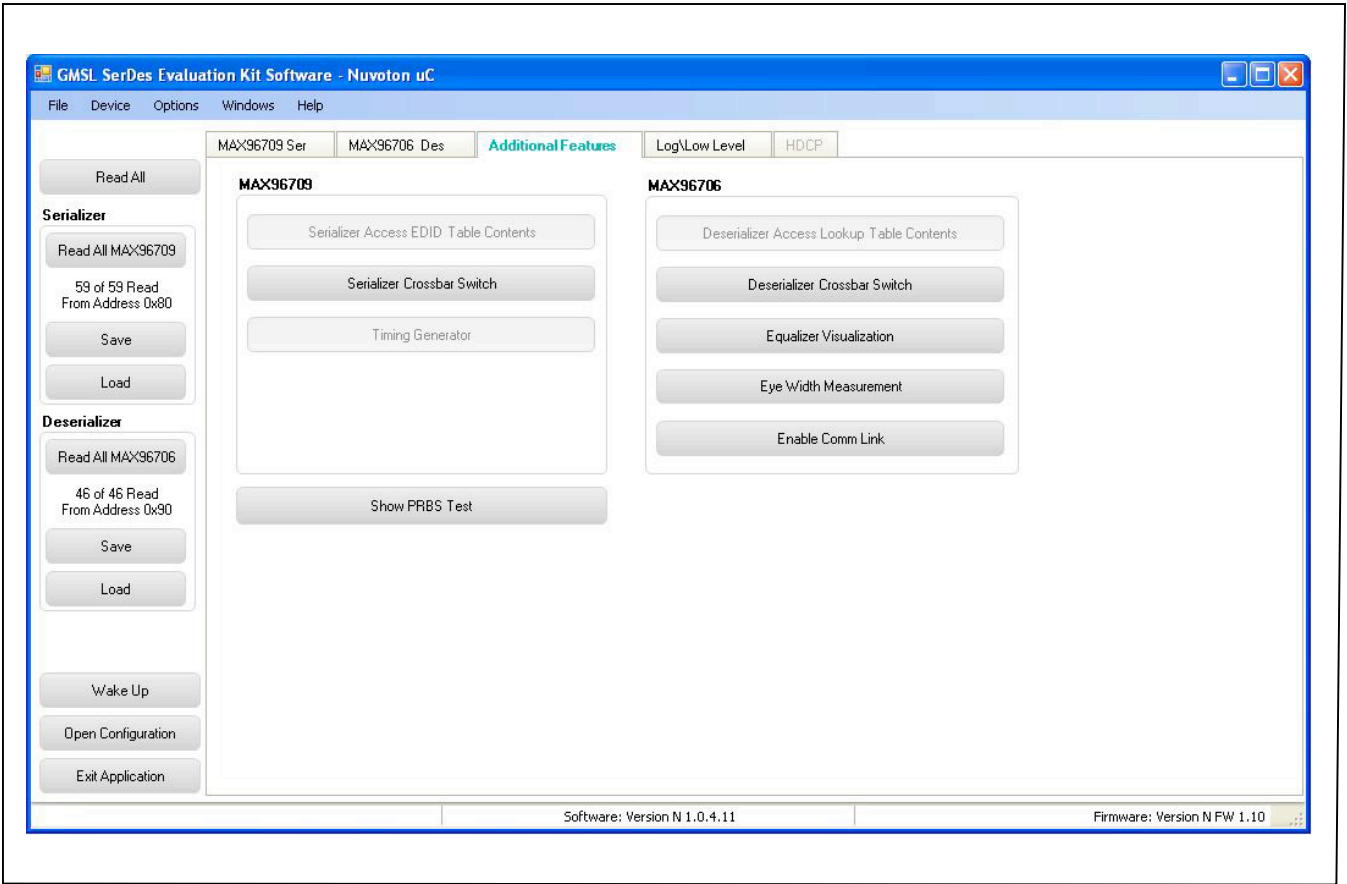 GMSL SerDes Evaluation Kit Software - Nuvoton uC
File Device Options Windows Help
MAX96709 Ser MAX96706 Des Additional Features Log\Low Level HDCP
Read All
Serializer
Read All MAX96709
59 of 59 Read
From Address 0x80
Save
Load
Deserializer
Read All MAX96706
46 of 46 Read
From Address 0x90
Save
Load
Wake Up
Open Configuration
Exit Application
MAX96709
Serializer Access EDID Table Contents
Serializer Crossbar Switch
Timing Generator
Show PRBS Test
MAX96706
Deserializer Access Lookup Table Contents
Deserializer Crossbar Switch
Equalizer Visualization
Eye Width Measurement
Enable Comm Link
Software: Version N 1.0.4.11
Firmware: Version N FW 1.10